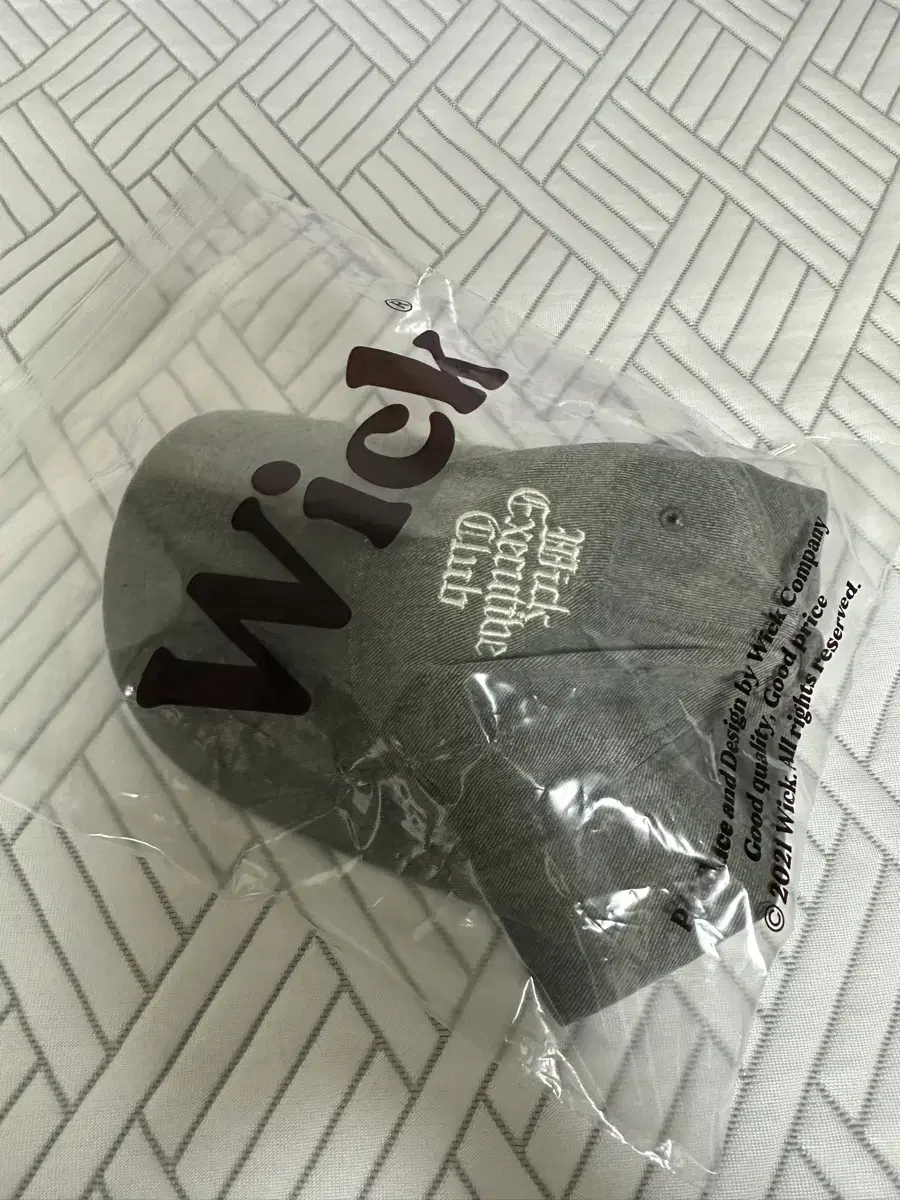 Wick®
Wick
Executive
Club
and Design by Wick Company
Good quality, Good price
© 2021 Wick. All rights reserved.